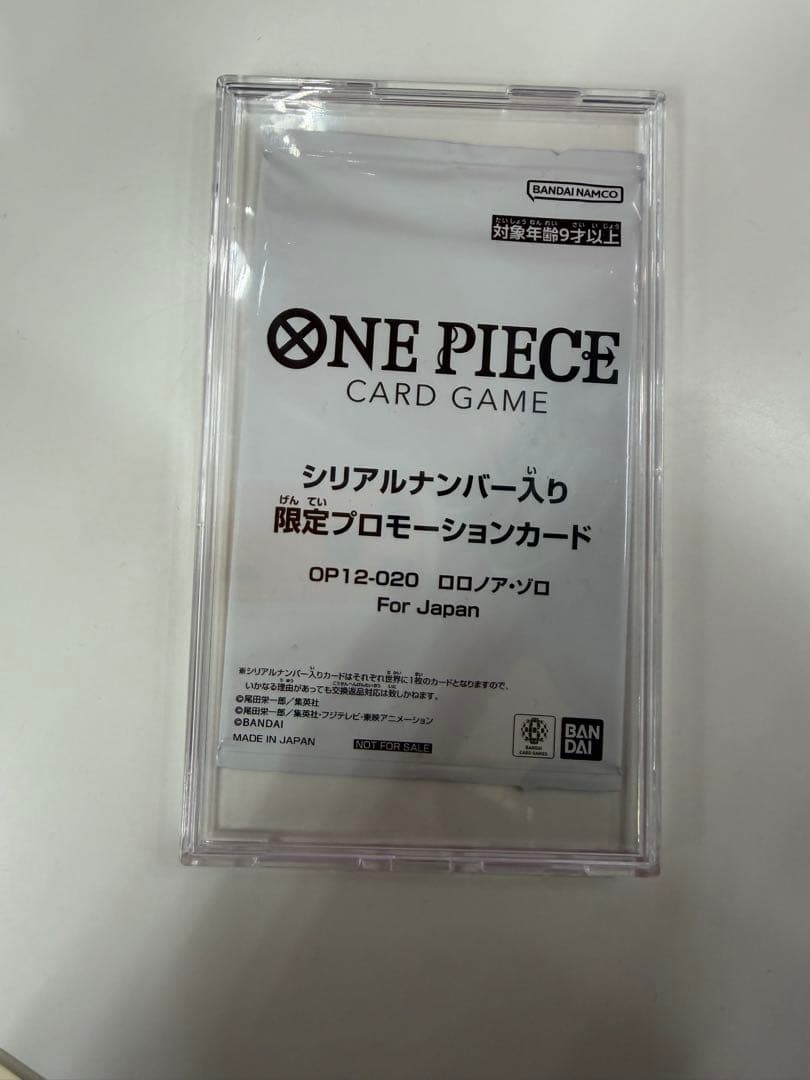 BANDAI NAMCO
対象年齢9才以上
ONE PIECE
CARD GAME
シリアルナンバー入り
限定プロモーションカード
OP12-020 ロロノア・ゾロ
For Japan
※シリアルナンバー入りカードはそれぞれ世界に1枚のカードとなりますので、
いかなる理由があっても交換返品対応は致しかねます。
©尾田栄一郎/集英社
©尾田栄一郎/集英社・フジテレビ・東映アニメーション
©BANDAI
MADE IN JAPAN NOT FOR SALE
BANDAI
CARD GAMES
BAN
DAI